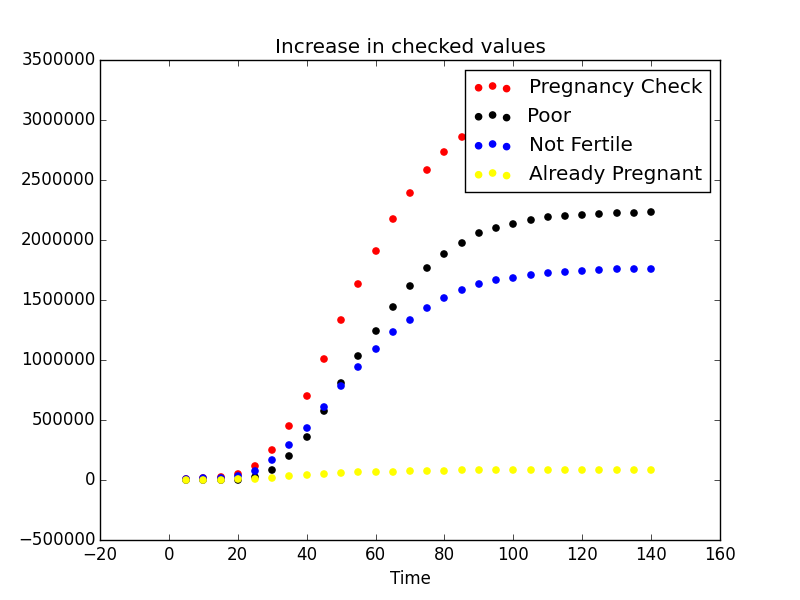 Increase in checked values
3500000
3000000
2500000
2000000
1500000
1000000
500000
0
−500000
Pregnancy Check
Poor
Not Fertile
Already Pregnant
−20 0 20 40 60 80 100 120 140 160
Time